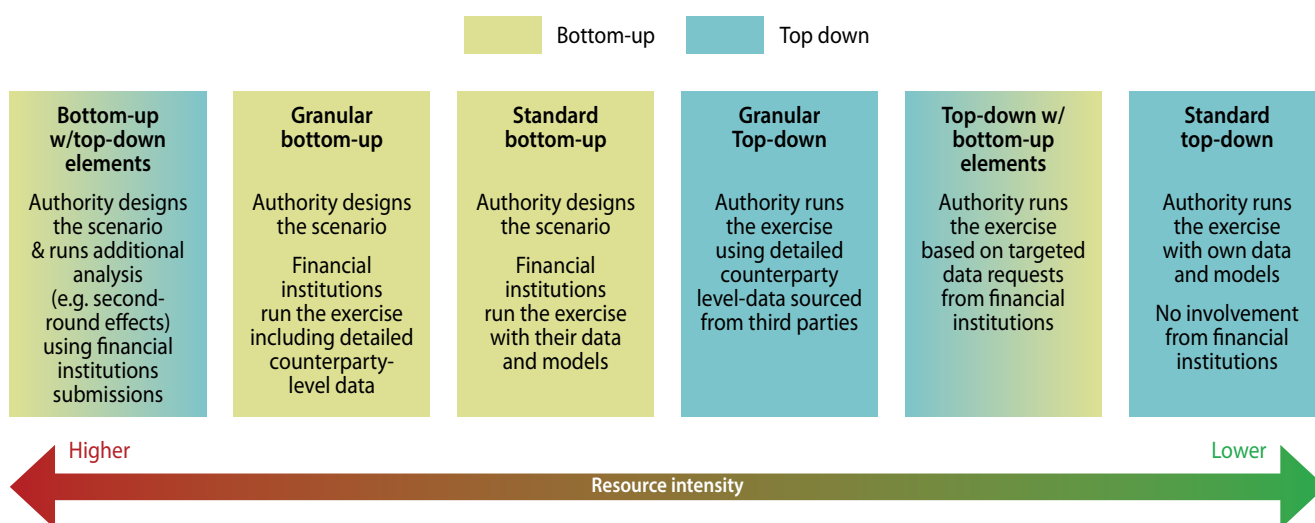 Bottom-up
Top down
Bottom-up
w/top-down
elements
Authority designs
the scenario
& runs additional
analysis
(e.g. second-
round effects)
using financial
institutions
submissions
Granular
bottom-up
Authority designs
the scenario
Financial
institutions
run the exercise
including detailed
counterparty-
level data
Standard
bottom-up
Authority designs
the scenario
Financial
institutions
run the exercise
with their data
and models
Granular
Top-down
Authority runs
the exercise
using detailed
counterparty
level-data sourced
from third parties
Top-down w/
bottom-up
elements
Authority runs
the exercise
based on targeted
data requests
from financial
institutions
Standard
top-down
Authority runs
the exercise
with own data
and models
No involvement
from financial
institutions
Higher
Lower
Resource intensity